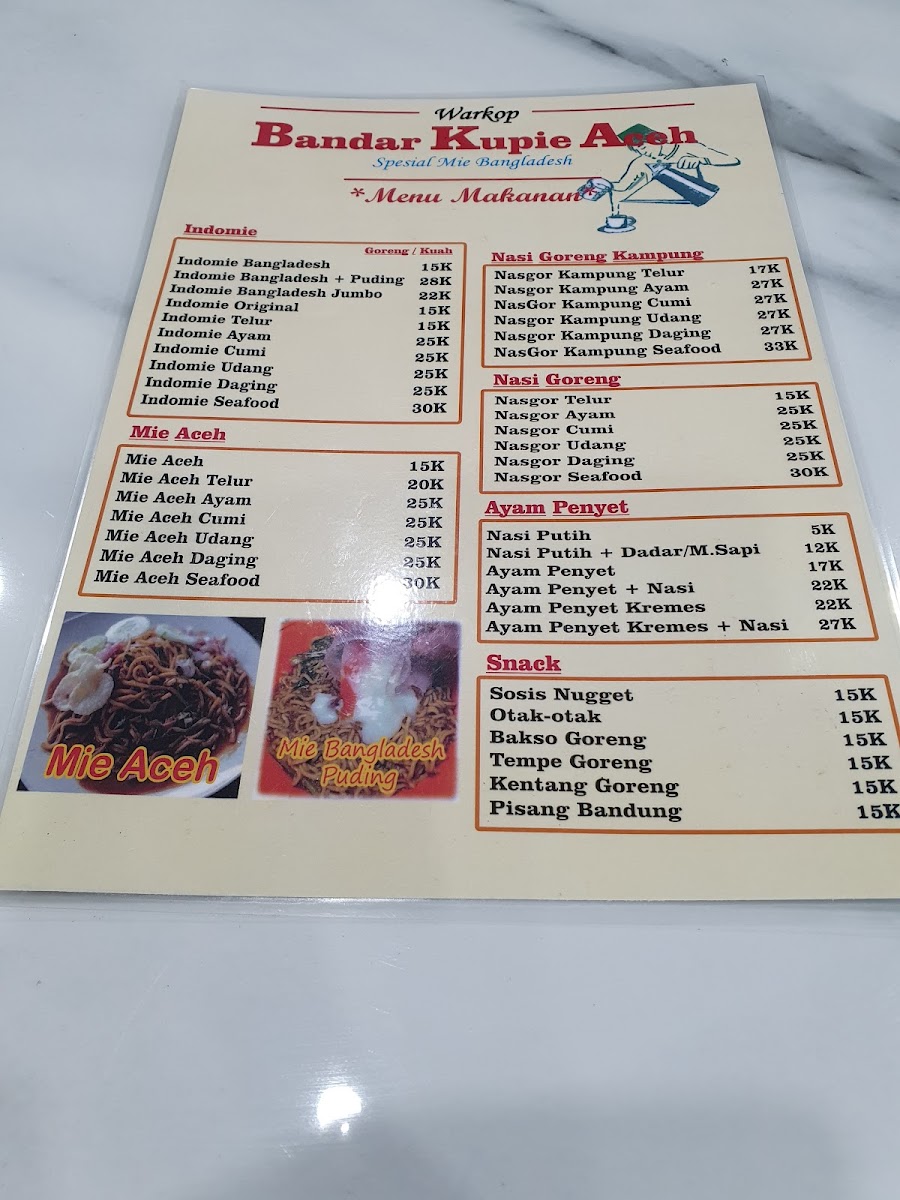 Warkop
Bandar Kupie Aceh
Spesial Mie Bangladesh
*Menu Makanan*
Indomie
Goreng / Kuah
Indomie Bangladesh 15K
Indomie Bangladesh + Puding 28K
Indomie Bangladesh Jumbo 22K
Indomie Original 15K
Indomie Telur 15K
Indomie Ayam 25K
Indomie Cumi 25K
Indomie Udang 25K
Indomie Daging 25K
Indomie Seafood 30K
Mie Aceh
Mie Aceh 15K
Mie Aceh Telur 20K
Mie Aceh Ayam 25K
Mie Aceh Cumi 25K
Mie Aceh Udang 25K
Mie Aceh Daging 25K
Mie Aceh Seafood 30K
Mie Aceh
Mie Bangladesh
Puding
Nasi Goreng Kampung
Nasgor Kampung Telur 17K
Nasgor Kampung Ayam 27K
NasGor Kampung Cumi 27K
Nasgor Kampung Udang 27K
Nasgor Kampung Daging 27K
NasGor Kampung Seafood 33K
Nasi Goreng
Nasgor Telur 15K
Nasgor Ayam 25K
Nasgor Cumi 25K
Nasgor Udang 25K
Nasgor Daging 25K
Nasgor Seafood 30K
Ayam Penyet
Nasi Putih 5K
Nasi Putih + Dadar/M.Sapi 12K
Ayam Penyet 17K
Ayam Penyet + Nasi 22K
Ayam Penyet Kremes 22K
Ayam Penyet Kremes + Nasi 27K
Snack
Sosis Nugget 15K
Otak-otak 15K
Bakso Goreng 15K
Tempe Goreng 15K
Kentang Goreng 15K
Pisang Bandung 15K